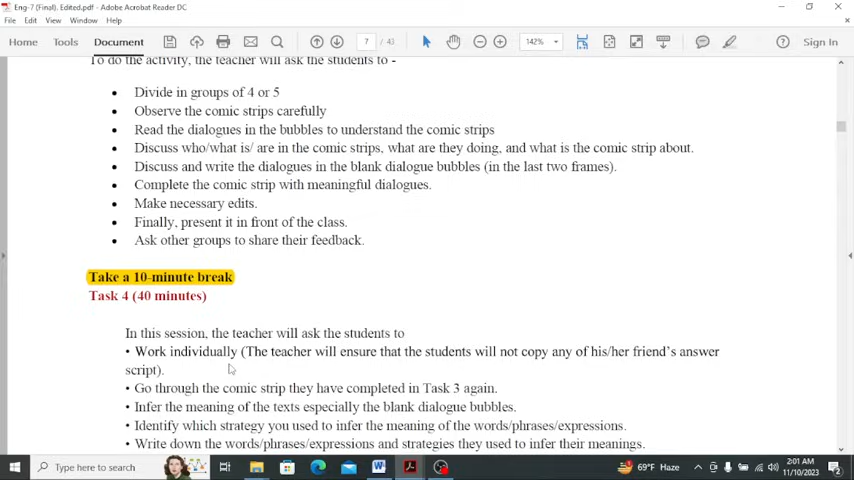 Eng-7 (Final). Edited.pdf - Adobe Acrobat Reader DC
File Edit View Window Help
Home Tools Document 7 / 43 142% Sign In
To do the activity, the teacher will ask the students to -
• Divide in groups of 4 or 5
• Observe the comic strips carefully
• Read the dialogues in the bubbles to understand the comic strips
• Discuss who/what is/ are in the comic strips, what are they doing, and what is the comic strip about.
• Discuss and write the dialogues in the blank dialogue bubbles (in the last two frames).
• Complete the comic strip with meaningful dialogues.
• Make necessary edits.
• Finally, present it in front of the class.
• Ask other groups to share their feedback.
Take a 10-minute break
Task 4 (40 minutes)
In this session, the teacher will ask the students to
• Work individually (The teacher will ensure that the students will not copy any of his/her friend's answer
script).
• Go through the comic strip they have completed in Task 3 again.
• Infer the meaning of the texts especially the blank dialogue bubbles.
• Identify which strategy you used to infer the meaning of the words/phrases/expressions.
• Write down the words/phrases/expressions and strategies they used to infer their meanings.
Type here to search
69°F Haze
2:01 AM
11/10/2023
2